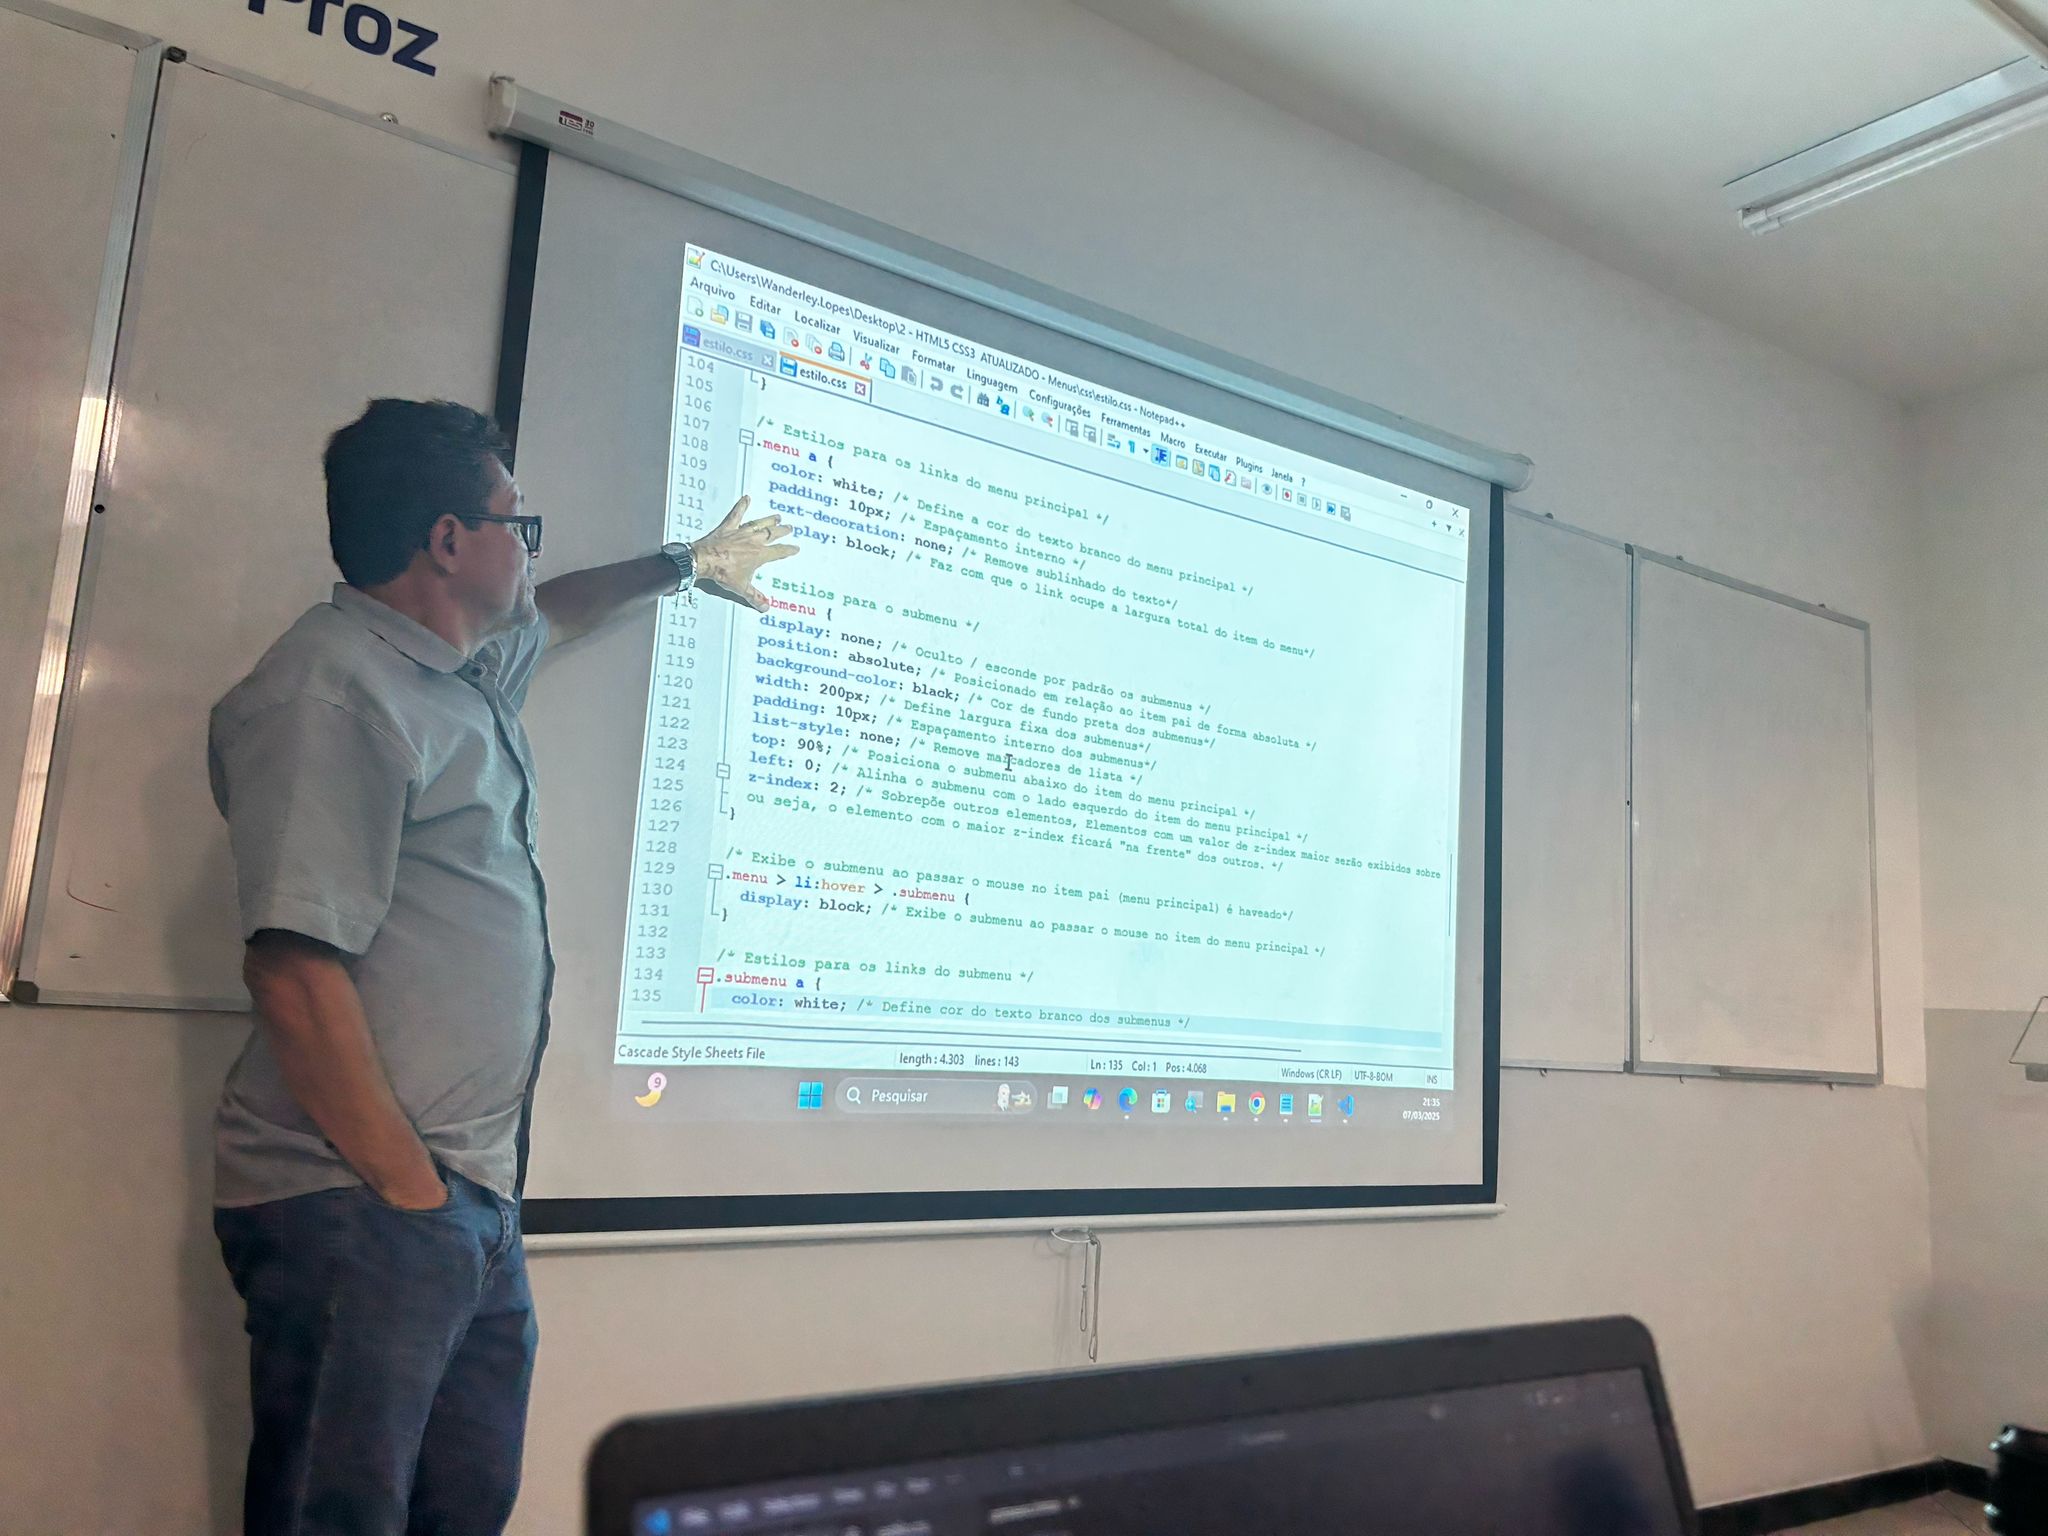 proz
C:\Users\Wanderley.Lopes\Desktop\2 - HTML5 CSS3 ATUALIZADO - Menus\css\estilo.css - Notepad++
Arquivo Editar Localizar Visualizar Formatar Linguagem Configurações Ferramentas Macro Executar Plugins Janela ?
estilo.css estilo.css
104
105 }
106
107 /* Estilos para os links do menu principal */
108 .menu a {
109 color: white; /* Define a cor do texto branco do menu principal */
110 padding: 10px; /* Espaçamento interno */
111 text-decoration: none; /* Remove sublinhado do texto*/
112 play: block; /* Faz com que o link ocupe a largura total do item do menu*/
* Estilos para o submenu */
116 bmenu {
117 display: none; /* Oculto / esconde por padrão os submenus */
118 position: absolute; /* Posicionado em relação ao item pai de forma absoluta */
119 background-color: black; /* Cor de fundo preta dos submenus*/
120 width: 200px; /* Define largura fixa dos submenus*/
121 padding: 10px; /* Espaçamento interno dos submenus*/
122 list-style: none; /* Remove marcadores de lista */
123 top: 90%; /* Posiciona o submenu abaixo do item do menu principal */
124 left: 0; /* Alinha o submenu com o lado esquerdo do item do menu principal */
125 z-index: 2; /* Sobrepõe outros elementos, Elementos com um valor de z-index maior serão exibidos sobre
126 ou seja, o elemento com o maior z-index ficará "na frente" dos outros. */
127 }
128
129 /* Exibe o submenu ao passar o mouse no item pai (menu principal) é haveado*/
130 .menu > li:hover > .submenu {
131 display: block; /* Exibe o submenu ao passar o mouse no item do menu principal */
132 }
133 /* Estilos para os links do submenu */
134 .submenu a {
135 color: white; /* Define cor do texto branco dos submenus */
Cascade Style Sheets File length : 4.303 lines : 143 Ln : 135 Col : 1 Pos : 4.068 Windows (CR LF) UTF-8-BOM INS
9 Pesquisar 21:35
07/03/2025